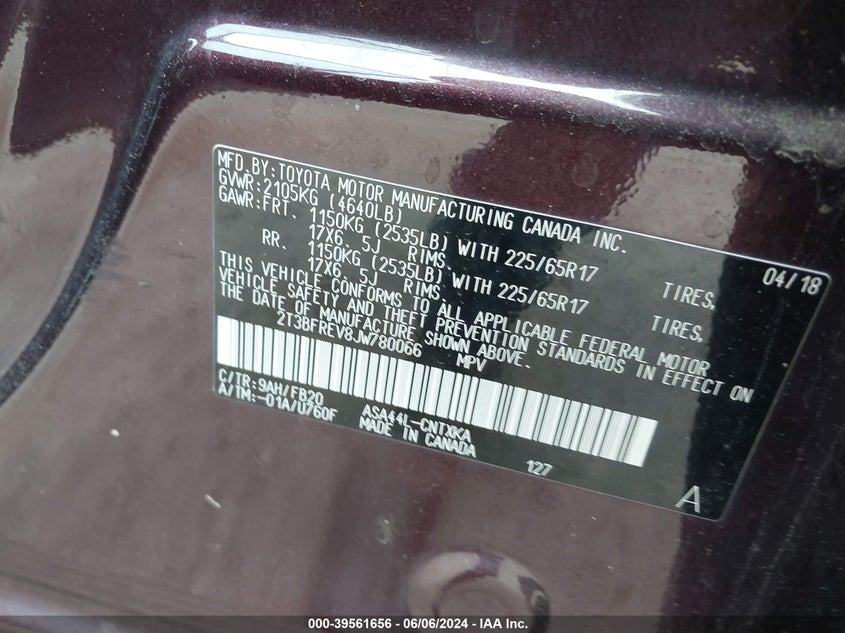 MFD.BY:TOYOTA MOTOR MANUFACTURING CANADA INC.
GVWR:2105KG (4640LB) 04/18
GAWR:FRT. 1150KG (2535LB) WITH 225/65R17 TIRES,
17X6. 5J RIMS,
RR. 1150KG (2535LB) WITH 225/65R17 TIRES,
17X6. 5J RIMS,
THIS VEHICLE CONFORMS TO ALL APPLICABLE FEDERAL MOTOR
VEHICLE SAFETY AND THEFT PREVENTION STANDARDS IN EFFECT ON
THE DATE OF MANUFACTURE SHOWN ABOVE.
2T3BFREV8JW780066 MPV
C/TR:9AH/FB20 ASA44L-CNTXKA
A/TM:-01A/U760F MADE IN CANADA
127
A
000-39561656 - 06/06/2024 - IAA Inc.